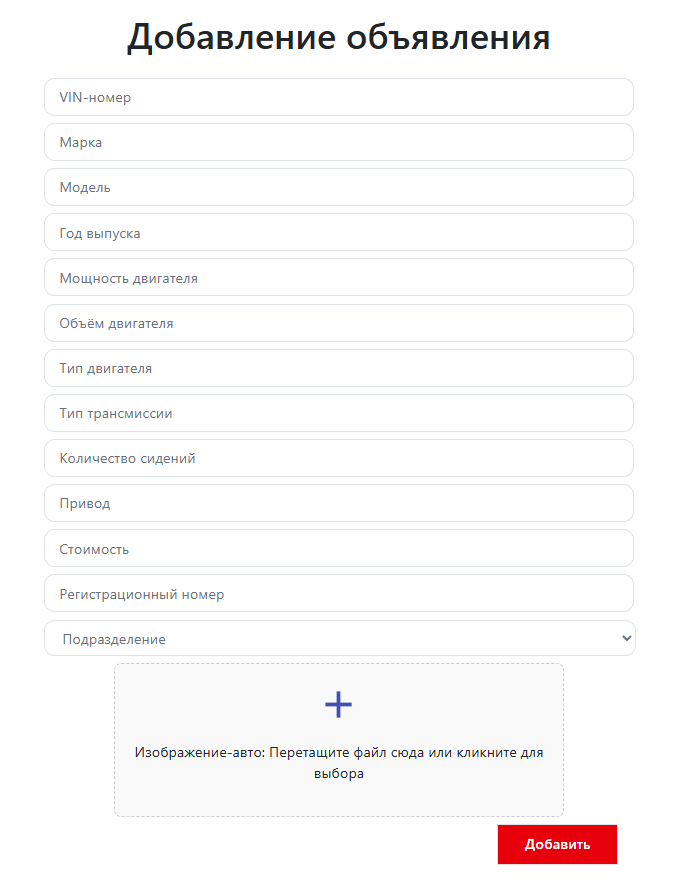 Добавление объявления
VIN-номер
Марка
Модель
Год выпуска
Мощность двигателя
Объём двигателя
Тип двигателя
Тип трансмиссии
Количество сидений
Привод
Стоимость
Регистрационный номер
Подразделение
Изображение-авто: Перетащите файл сюда или кликните для
выбора
Добавить